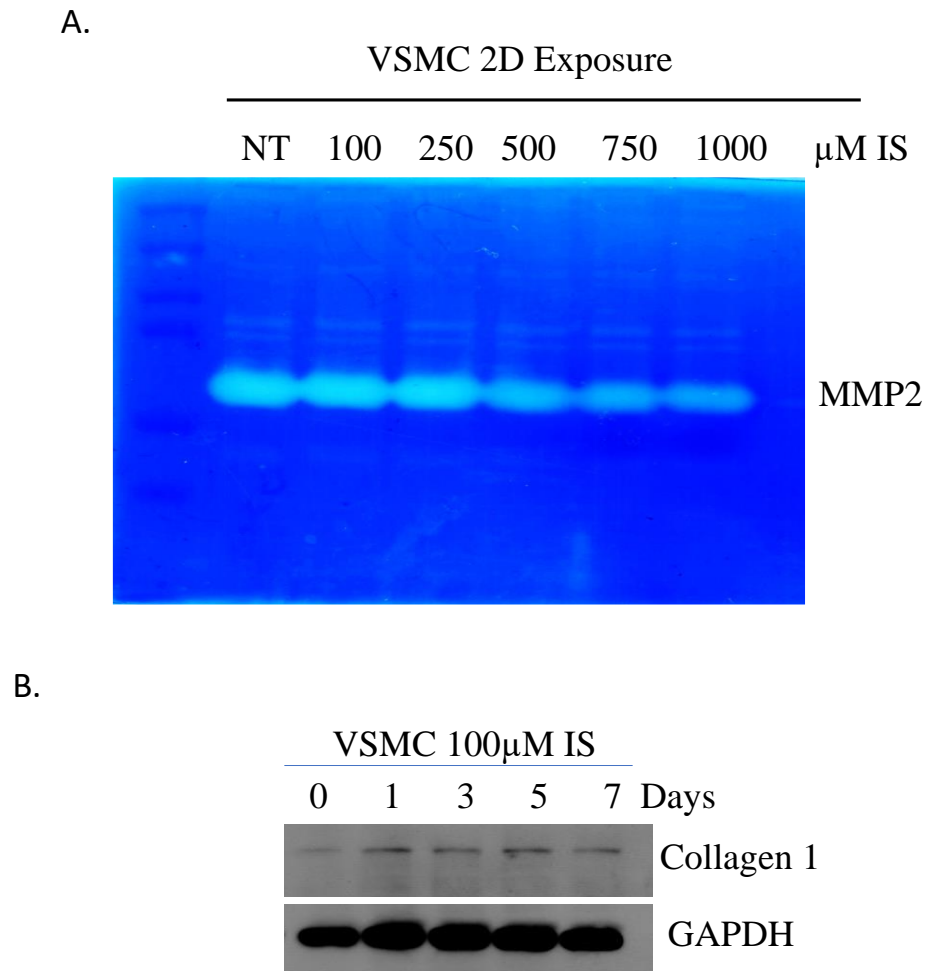 A.
VSMC 2D Exposure
NT 100 250 500 750 1000 µM IS
MMP2
B.
VSMC 100µM IS
0 1 3 5 7 Days
Collagen 1
GAPDH